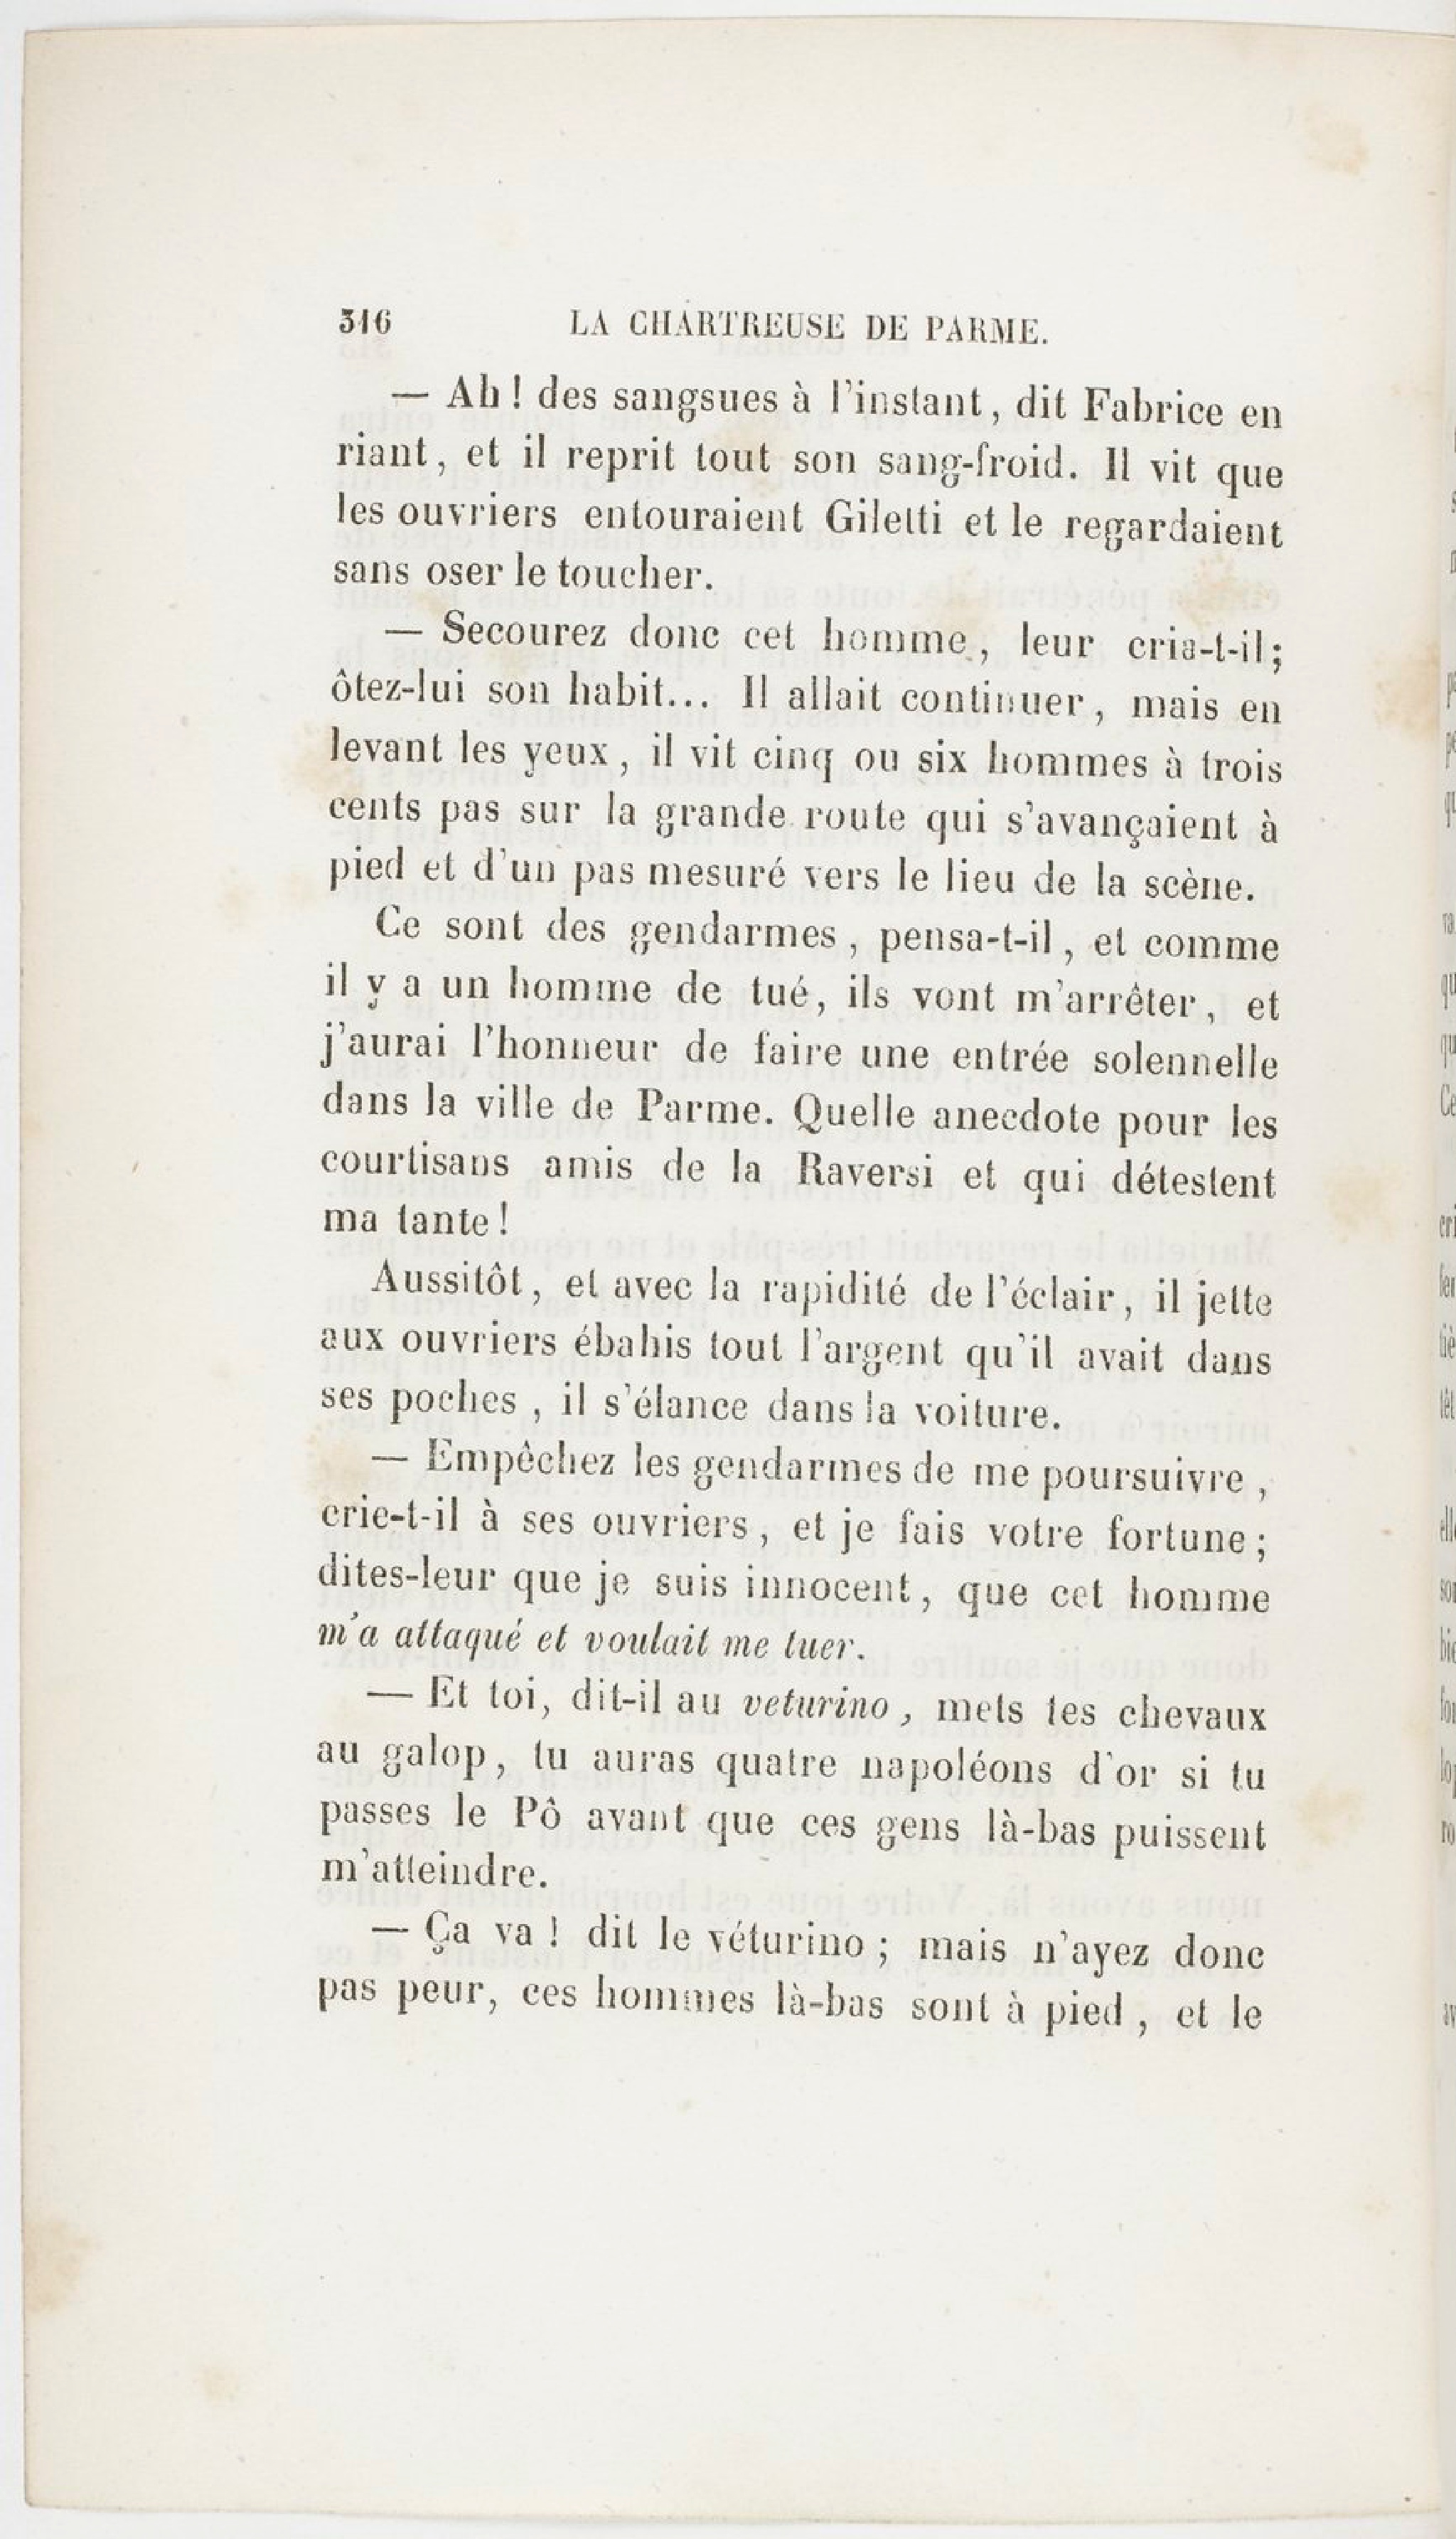 316 LA CHARTREUSE DE PARME.
— Ah ! des sangsues à l'instant, dit Fabrice en
riant, et il reprit tout son sang-froid. Il vit que
les ouvriers entouraient Giletti et le regardaient
sans oser le toucher.
— Secourez donc cet homme, leur cria-t-il;
ôtez-lui son habit... Il allait continuer, mais en
levant les yeux, il vit cinq ou six hommes à trois
cents pas sur la grande route qui s'avançaient à
pied et d'un pas mesuré vers le lieu de la scène.
Ce sont des gendarmes, pensa-t-il, et comme
il y a un homme de tué, ils vont m'arrêter, et
j'aurai l'honneur de faire une entrée solennelle
dans la ville de Parme. Quelle anecdote pour les
courtisans amis de la Raversi et qui détestent
ma tante !
Aussitôt, et avec la rapidité de l'éclair, il jette
aux ouvriers ébahis tout l'argent qu'il avait dans
ses poches, il s'élance dans la voiture.
— Empêchez les gendarmes de me poursuivre,
crie-t-il à ses ouvriers, et je fais votre fortune ;
dites-leur que je suis innocent, que cet homme
m'a attaqué et voulait me tuer.
— Et toi, dit-il au veturino, mets tes chevaux
au galop, tu auras quatre napoléons d'or si tu
passes le Pô avant que ces gens là-bas puissent
m'atteindre.
— Ça va ! dit le véturino ; mais n'ayez donc
pas peur, ces hommes là-bas sont à pied, et le